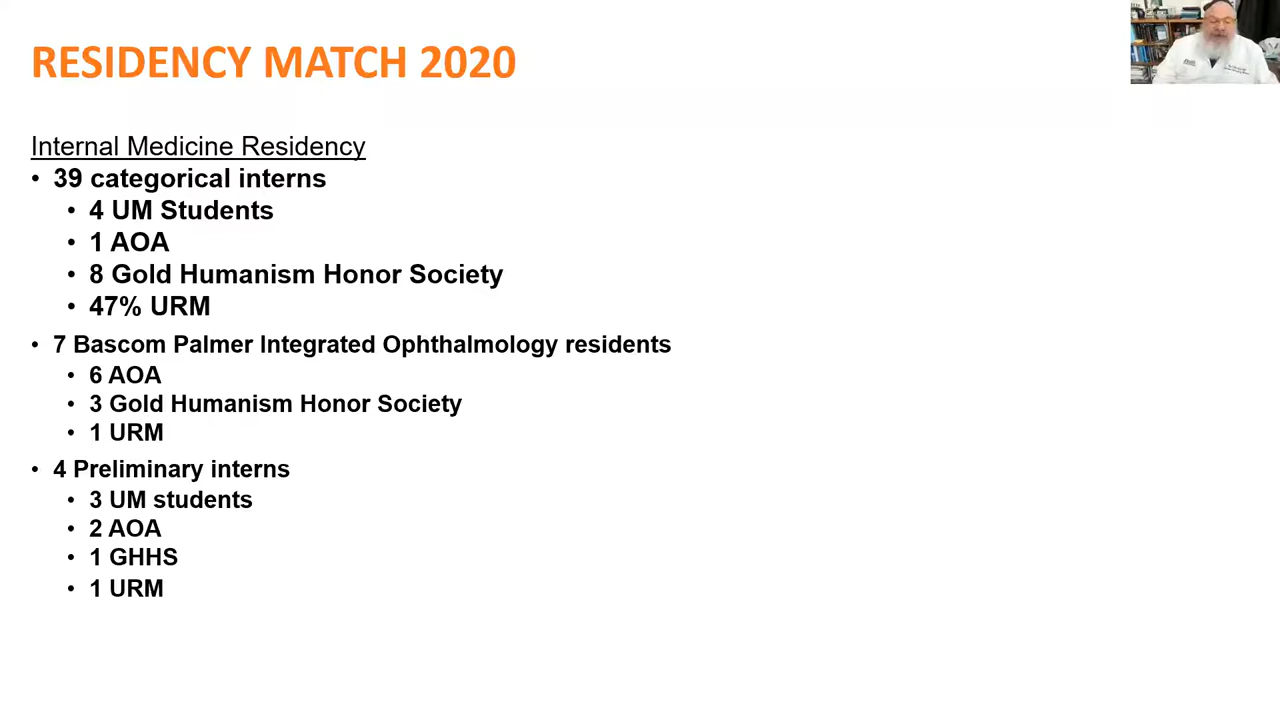 RESIDENCY MATCH 2020
Internal Medicine Residency
• 39 categorical interns
• 4 UM Students
• 1 AOA
• 8 Gold Humanism Honor Society
• 47% URM
• 7 Bascom Palmer Integrated Ophthalmology residents
• 6 AOA
• 3 Gold Humanism Honor Society
• 1 URM
• 4 Preliminary interns
• 3 UM students
• 2 AOA
• 1 GHHS
• 1 URM